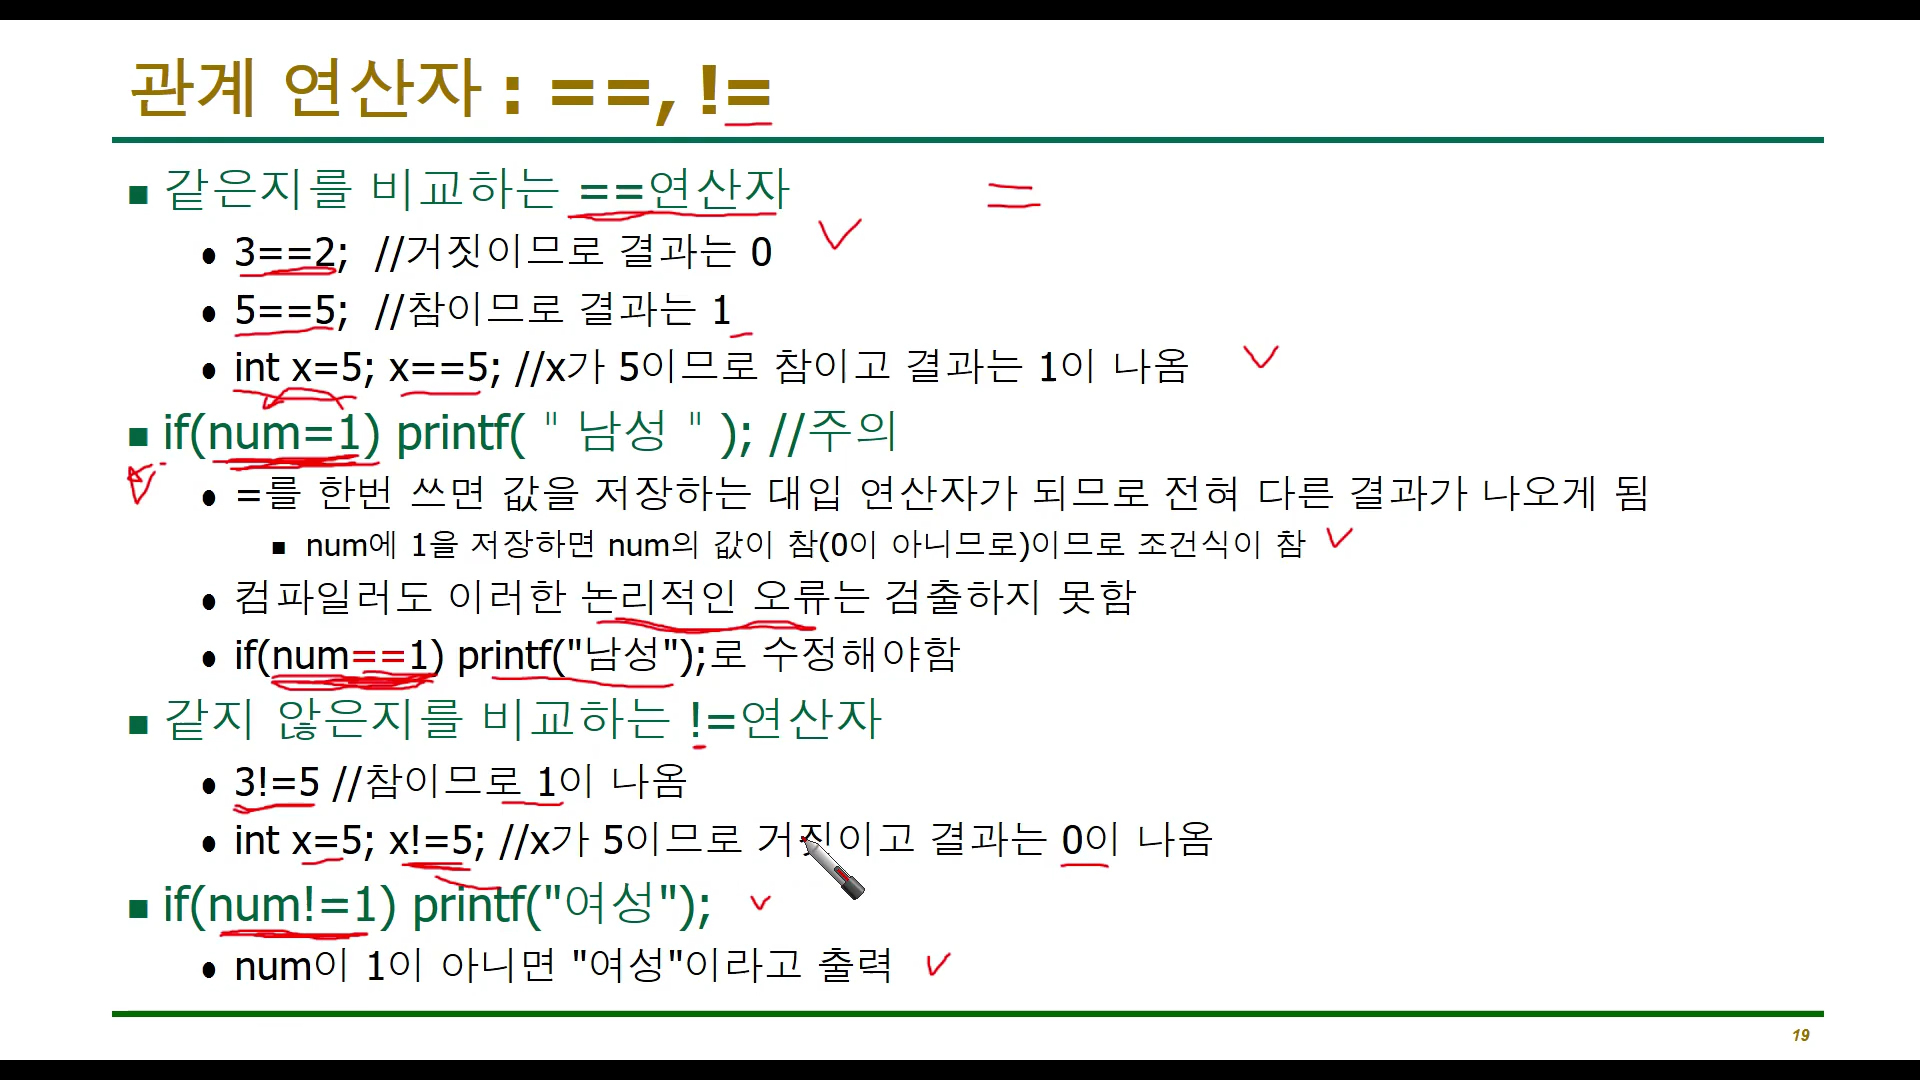 관계 연산자 : ==, !=
■ 같은지를 비교하는 ==연산자
● 3==2; //거짓이므로 결과는 0
● 5==5; //참이므로 결과는 1
● int x=5; x==5; //x가 5이므로 참이고 결과는 1이 나옴
■ if(num=1) printf( " 남성 " ); //주의
● =를 한번 쓰면 값을 저장하는 대입 연산자가 되므로 전혀 다른 결과가 나오게 됨
■ num에 1을 저장하면 num의 값이 참(0이 아니므로)이므로 조건식이 참
● 컴파일러도 이러한 논리적인 오류는 검출하지 못함
● if(num==1) printf("남성");로 수정해야함
■ 같지 않은지를 비교하는 !=연산자
● 3!=5 //참이므로 1이 나옴
● int x=5; x!=5; //x가 5이므로 거짓이고 결과는 0이 나옴
■ if(num!=1) printf("여성");
● num이 1이 아니면 "여성"이라고 출력
19